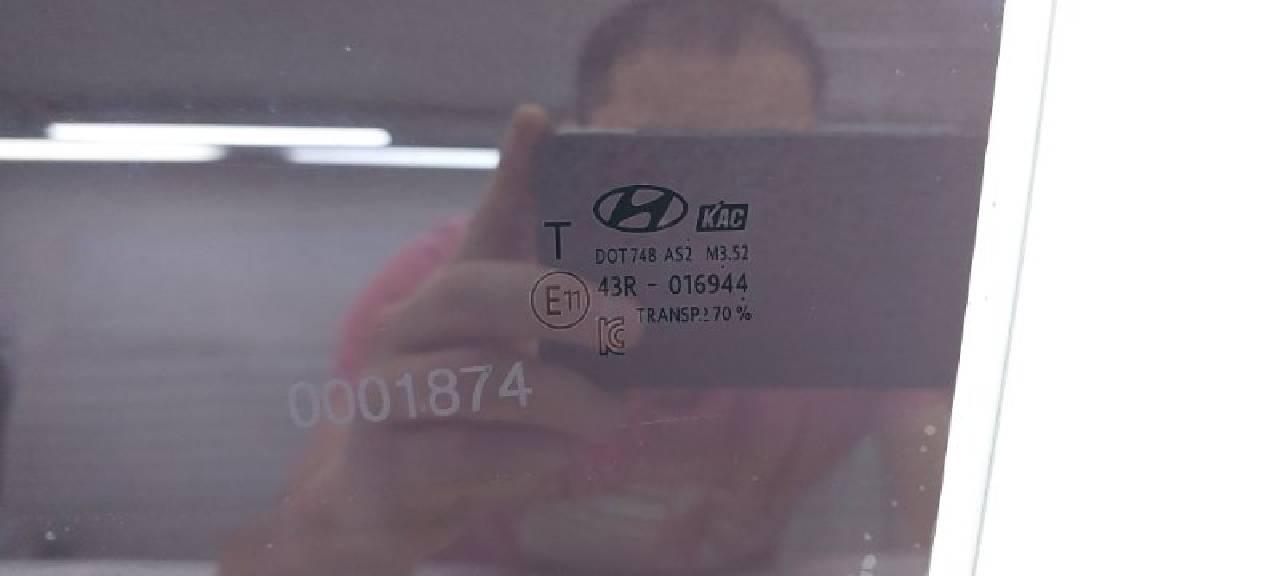 KAC
T
DOT748 AS2 M3.52
E11 43R - 016944
TRANSP.≥70 %
0001874